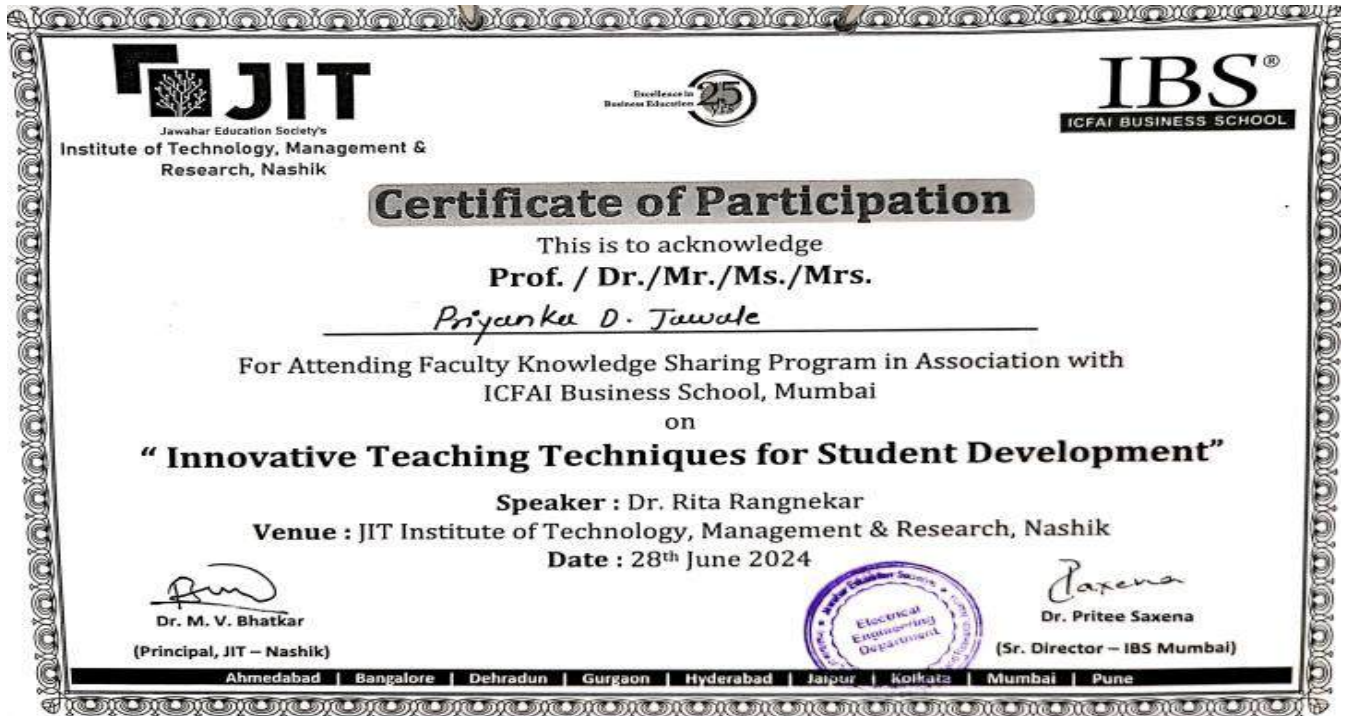 JIT
Jawahar Education Society's
Institute of Technology, Management &
Research, Nashik
Excellence in
Business Education
25
yrs
IBS®
ICFAI BUSINESS SCHOOL
Certificate of Participation
This is to acknowledge
Prof. / Dr./Mr./Ms./Mrs.
Priyanka D. Jawale
For Attending Faculty Knowledge Sharing Program in Association with
ICFAI Business School, Mumbai
on
“ Innovative Teaching Techniques for Student Development”
Speaker : Dr. Rita Rangnekar
Venue : JIT Institute of Technology, Management & Research, Nashik
Date : 28th June 2024
Dr. M. V. Bhatkar
(Principal, JIT – Nashik)
Jawahar Education Society's
Electrical
Engineering
Department
Saxena
Dr. Pritee Saxena
(Sr. Director – IBS Mumbai)
Ahmedabad | Bangalore | Dehradun | Gurgaon | Hyderabad | Jaipur | Kolkata | Mumbai | Pune